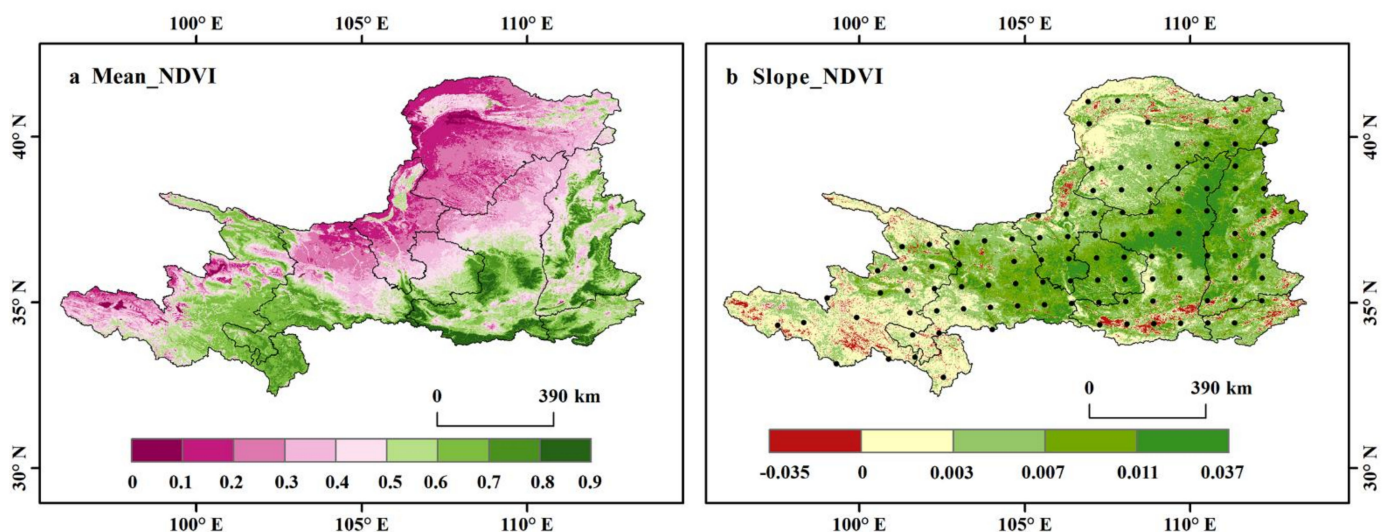 100° E 105° E 110° E 100° E 105° E 110° E
a Mean_NDVI b Slope_NDVI
40° N 40° N
35° N 35° N
0 390 km 0 390 km
0 0.1 0.2 0.3 0.4 0.5 0.6 0.7 0.8 0.9 -0.035 0 0.003 0.007 0.011 0.037
30° N 30° N
100° E 105° E 110° E 100° E 105° E 110° E